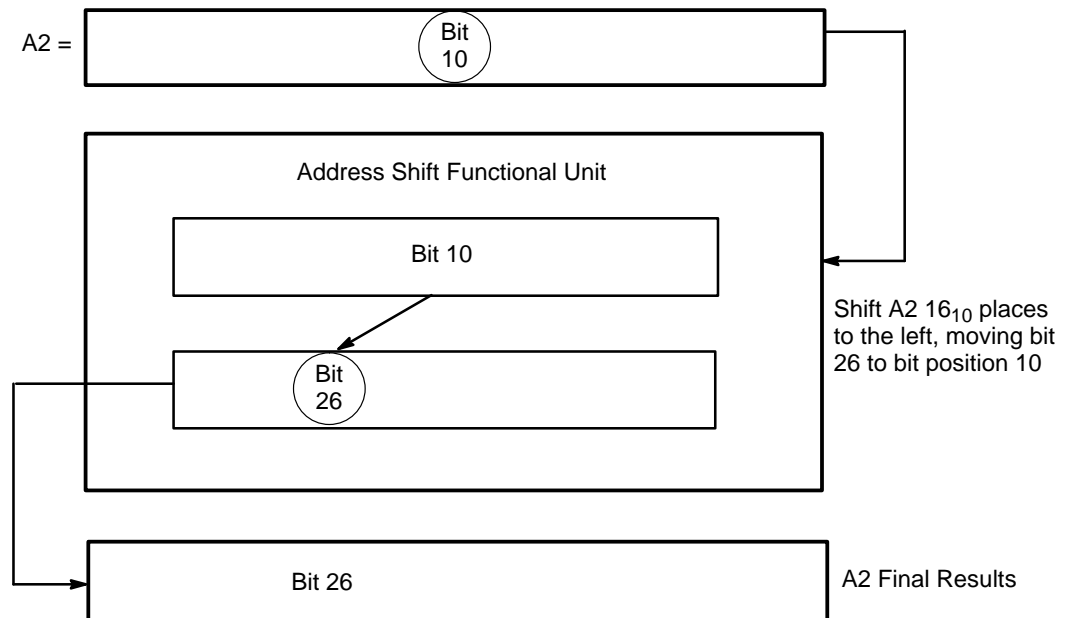 A2 =
Bit
10
Address Shift Functional Unit
Bit 10
Shift A2 16₁₀ places
to the left, moving bit
26 to bit position 10
Bit
26
Bit 26
A2 Final Results